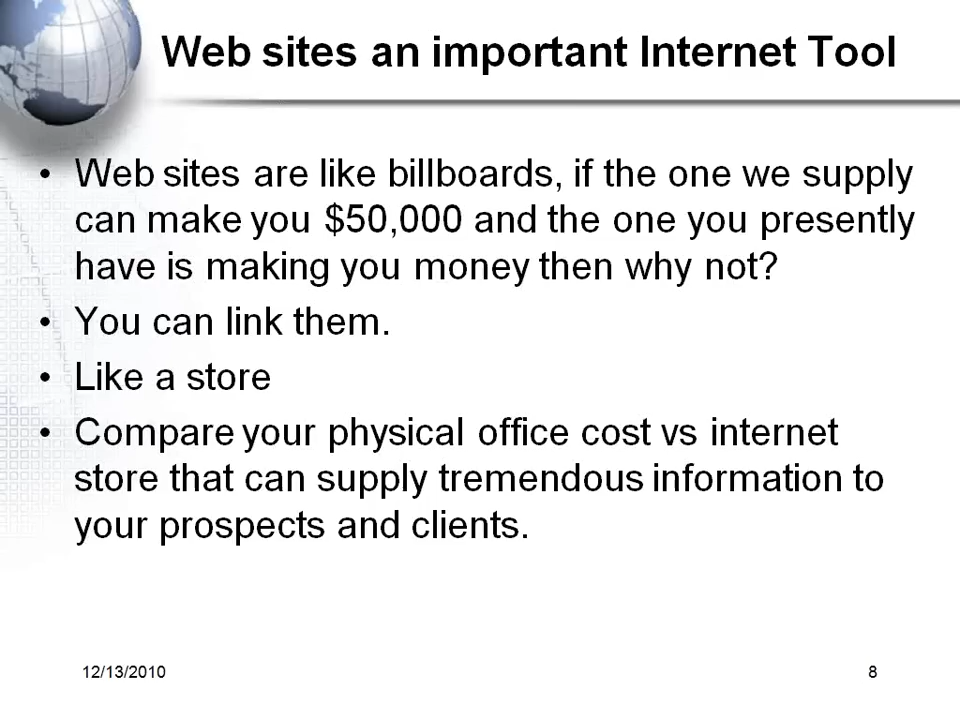 Web sites an important Internet Tool
• Web sites are like billboards, if the one we supply
can make you $50,000 and the one you presently
have is making you money then why not?
• You can link them.
• Like a store
• Compare your physical office cost vs internet
store that can supply tremendous information to
your prospects and clients.
12/13/2010 8